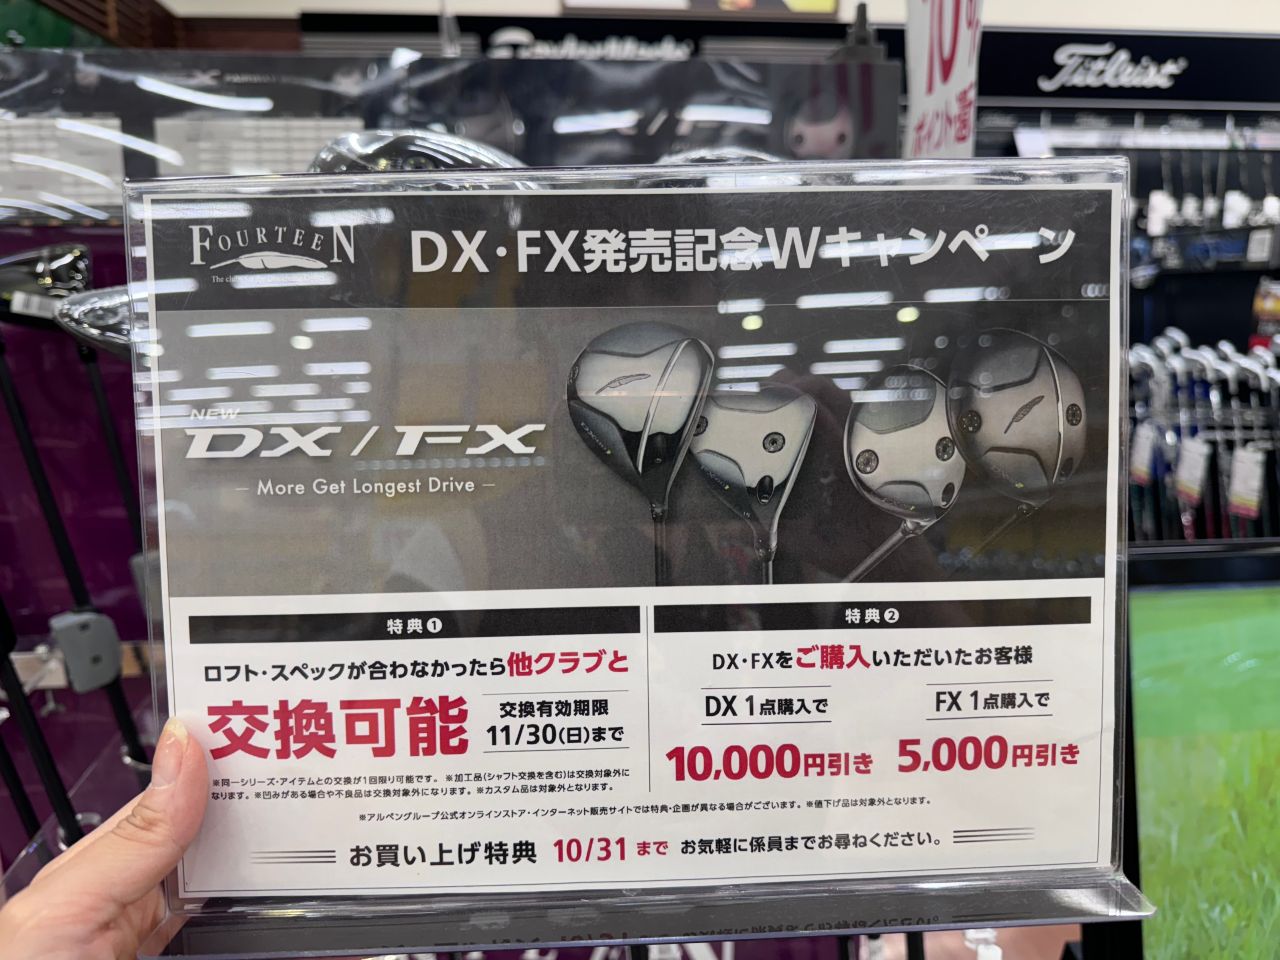 TaylorMade
Titleist
10%
ポイント還
FOURTEEN
DX・FX発売記念Wキャンペーン
NEW
DX / FX
— More Get Longest Drive —
特典❶
ロフト・スペックが合わなかったら他クラブと
交換可能
交換有効期限
11/30(日)まで
※同一シリーズ・アイテムとの交換が1回限り可能です。 ※加工品(シャフト交換を含む)は交換対象外に
なります。※凹みがある場合や不良品は交換対象外になります。※カスタム品は対象外となります。
特典❷
DX・FXをご購入いただいたお客様
DX 1点購入で
10,000円引き
FX 1点購入で
5,000円引き
※アルペングループ公式オンラインストア・インターネット販売サイトでは特典・企画が異なる場合がございます。※値下げ品は対象外となります。
お買い上げ特典 10/31 まで お気軽に係員までお尋ねください。